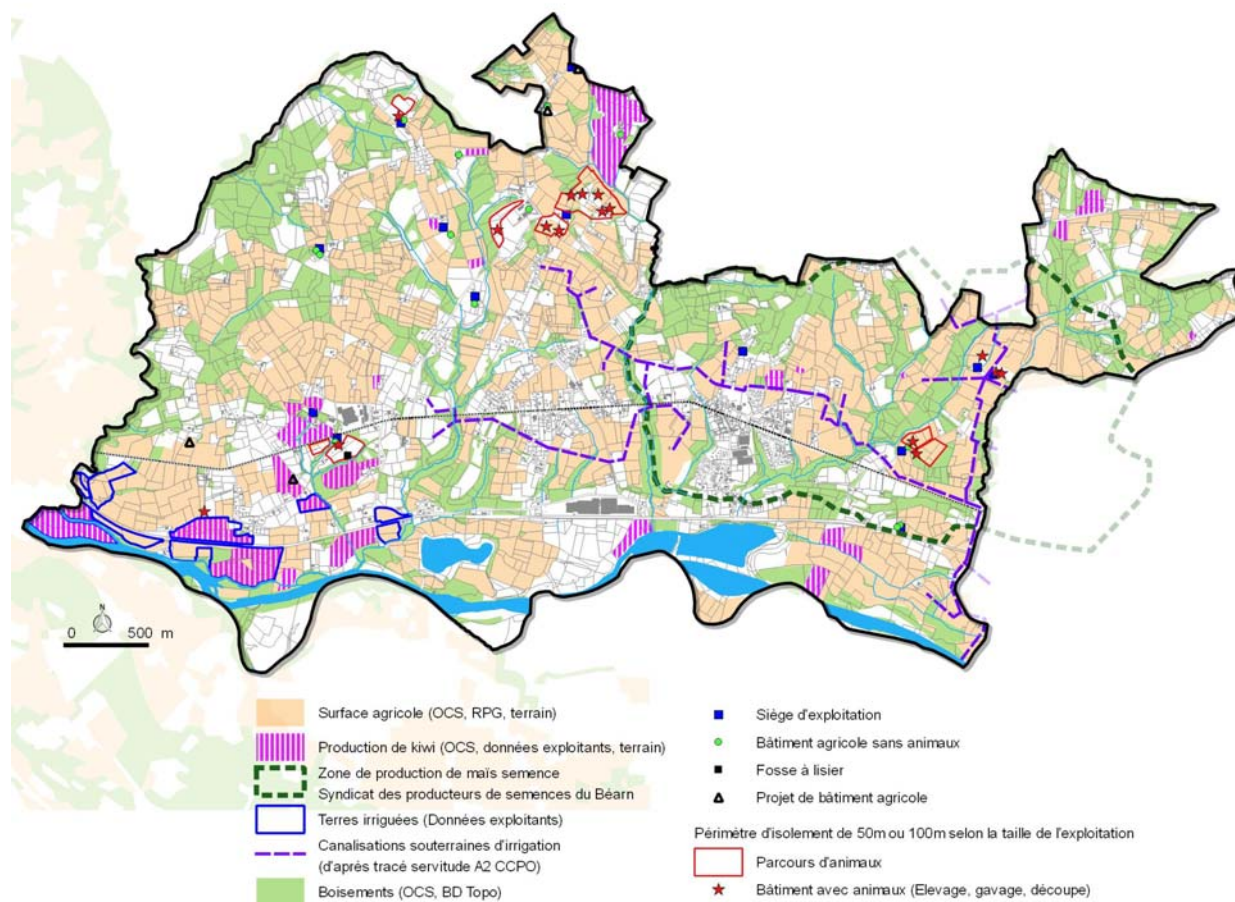 N
0 500 m
Surface agricole (OCS, RPG, terrain)
Production de kiwi (OCS, données exploitants, terrain)
Zone de production de maïs semence
Syndicat des producteurs de semences du Béarn
Terres irriguées (Données exploitants)
Canalisations souterraines d'irrigation
(d'après tracé servitude A2 CCPO)
Boisements (OCS, BD Topo)
Siège d'exploitation
Bâtiment agricole sans animaux
Fosse à lisier
Projet de bâtiment agricole
Périmètre d'isolement de 50m ou 100m selon la taille de l'exploitation
Parcours d'animaux
Bâtiment avec animaux (Elevage, gavage, découpe)